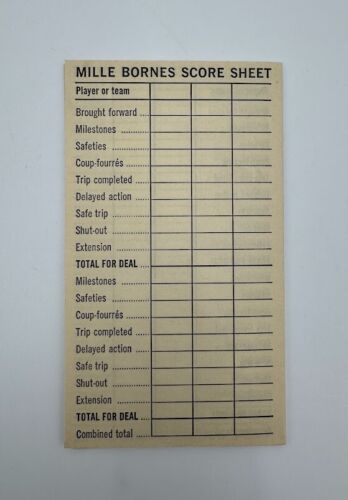 MILLE BORNES SCORE SHEET
Player or team
Brought forward ...
Milestones ..........
Safeties ............
Coup-fourrés ........
Trip completed .....
Delayed action .....
Safe trip ...........
Shut-out ............
Extension ...........
TOTAL FOR DEAL ....
Milestones ..........
Safeties ............
Coup-fourrés ........
Trip completed .....
Delayed action .....
Safe trip ...........
Shut-out ............
Extension ...........
TOTAL FOR DEAL ....
Combined total .....